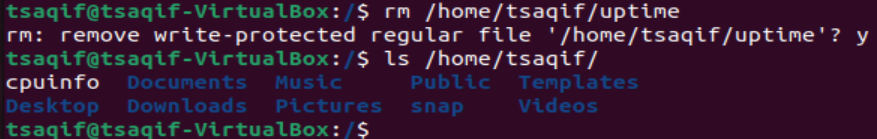 tsaqif@tsaqif-VirtualBox:/$ rm /home/tsaqif/uptime
rm: remove write-protected regular file '/home/tsaqif/uptime'? y
tsaqif@tsaqif-VirtualBox:/$ ls /home/tsaqif/
cpuinfo  Documents  Music     Public  Templates
Desktop  Downloads  Pictures  snap    Videos
tsaqif@tsaqif-VirtualBox:/$